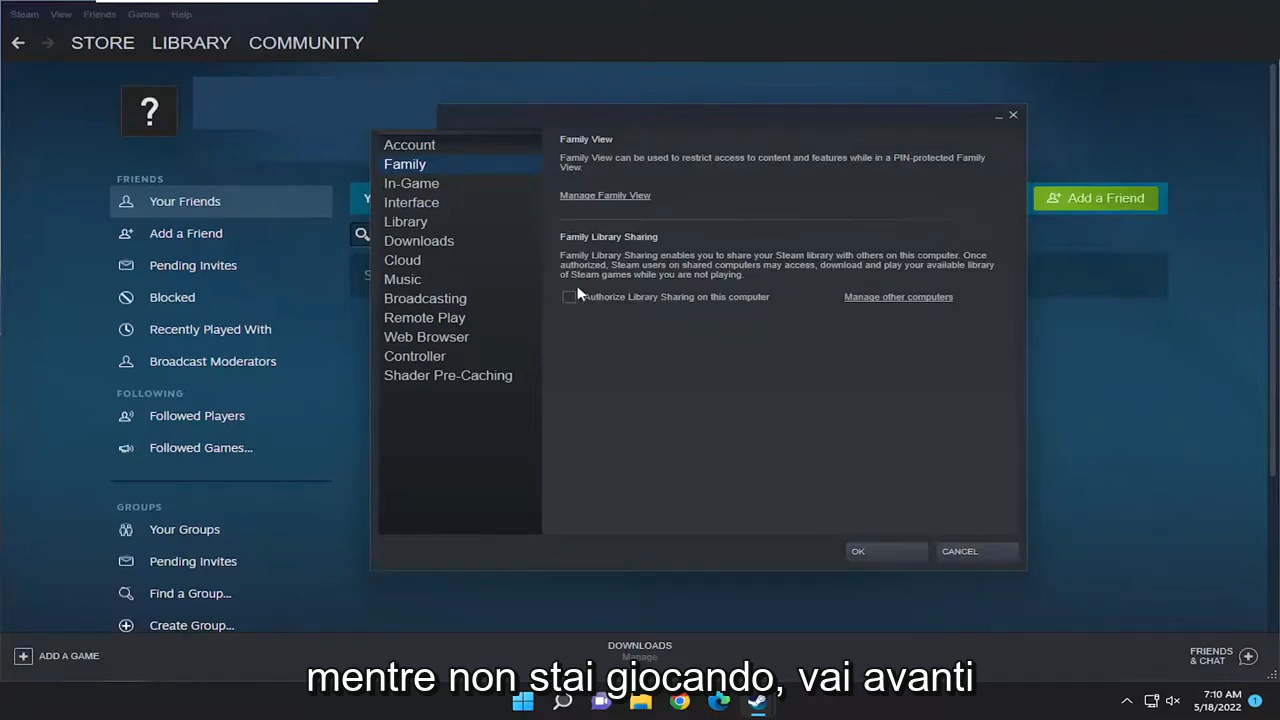 Steam View Friends Games Help
STORE LIBRARY COMMUNITY
?
FRIENDS
Your Friends
Add a Friend
Pending Invites
Blocked
Recently Played With
Broadcast Moderators
FOLLOWING
Followed Players
Followed Games...
GROUPS
Your Groups
Pending Invites
Find a Group...
Create Group...
Add a Friend
Account
Family
In-Game
Interface
Library
Downloads
Cloud
Music
Broadcasting
Remote Play
Web Browser
Controller
Shader Pre-Caching
Family View
Family View can be used to restrict access to content and features while in a PIN-protected Family
View.
Manage Family View
Family Library Sharing
Family Library Sharing enables you to share your Steam library with others on this computer. Once
authorized, Steam users on shared computers may access, download and play your available library
of Steam games while you are not playing.
Authorize Library Sharing on this computer
Manage other computers
OK
CANCEL
ADD A GAME
DOWNLOADS
Manage
FRIENDS
& CHAT
mentre non stai giocando, vai avanti
7:10 AM
5/18/2022
1